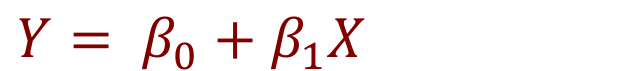 Y = β₀ + β₁X